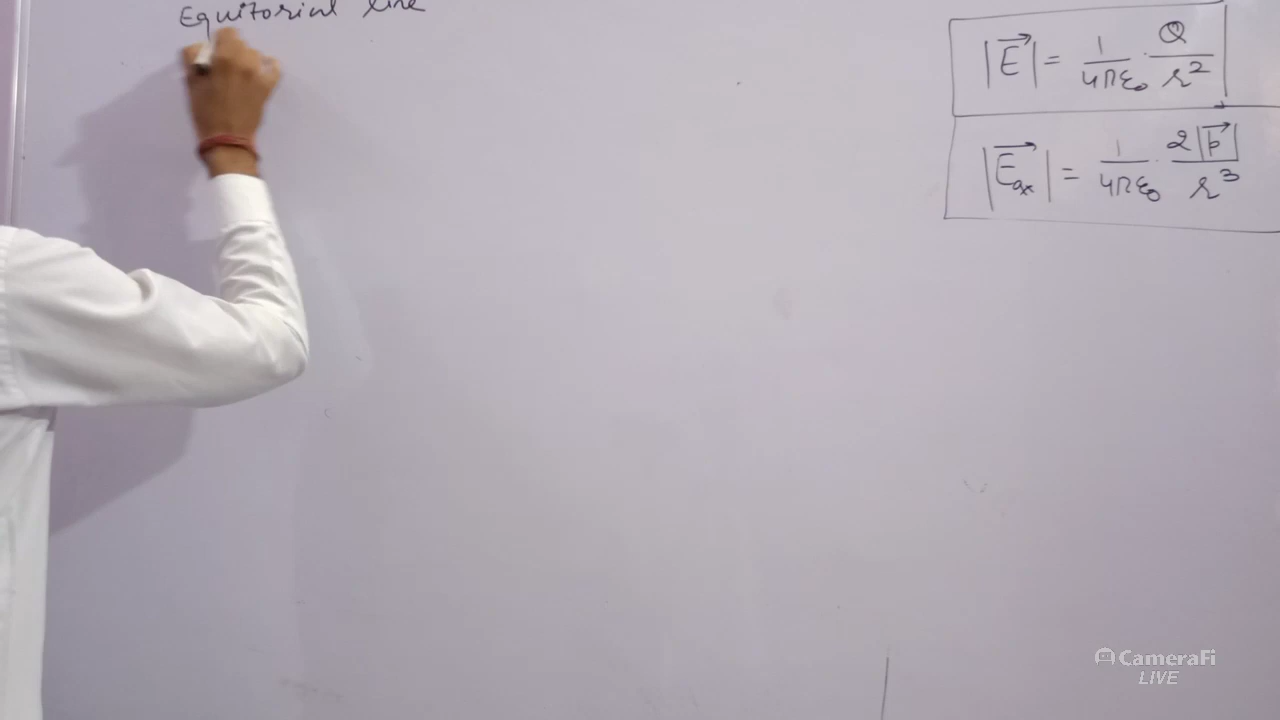 Equitorial line
|E⃗| = 1/4πε₀ · Q/r²
|E⃗ax| = 1/4πε₀ · 2|p⃗|/r³
CameraFi
LIVE